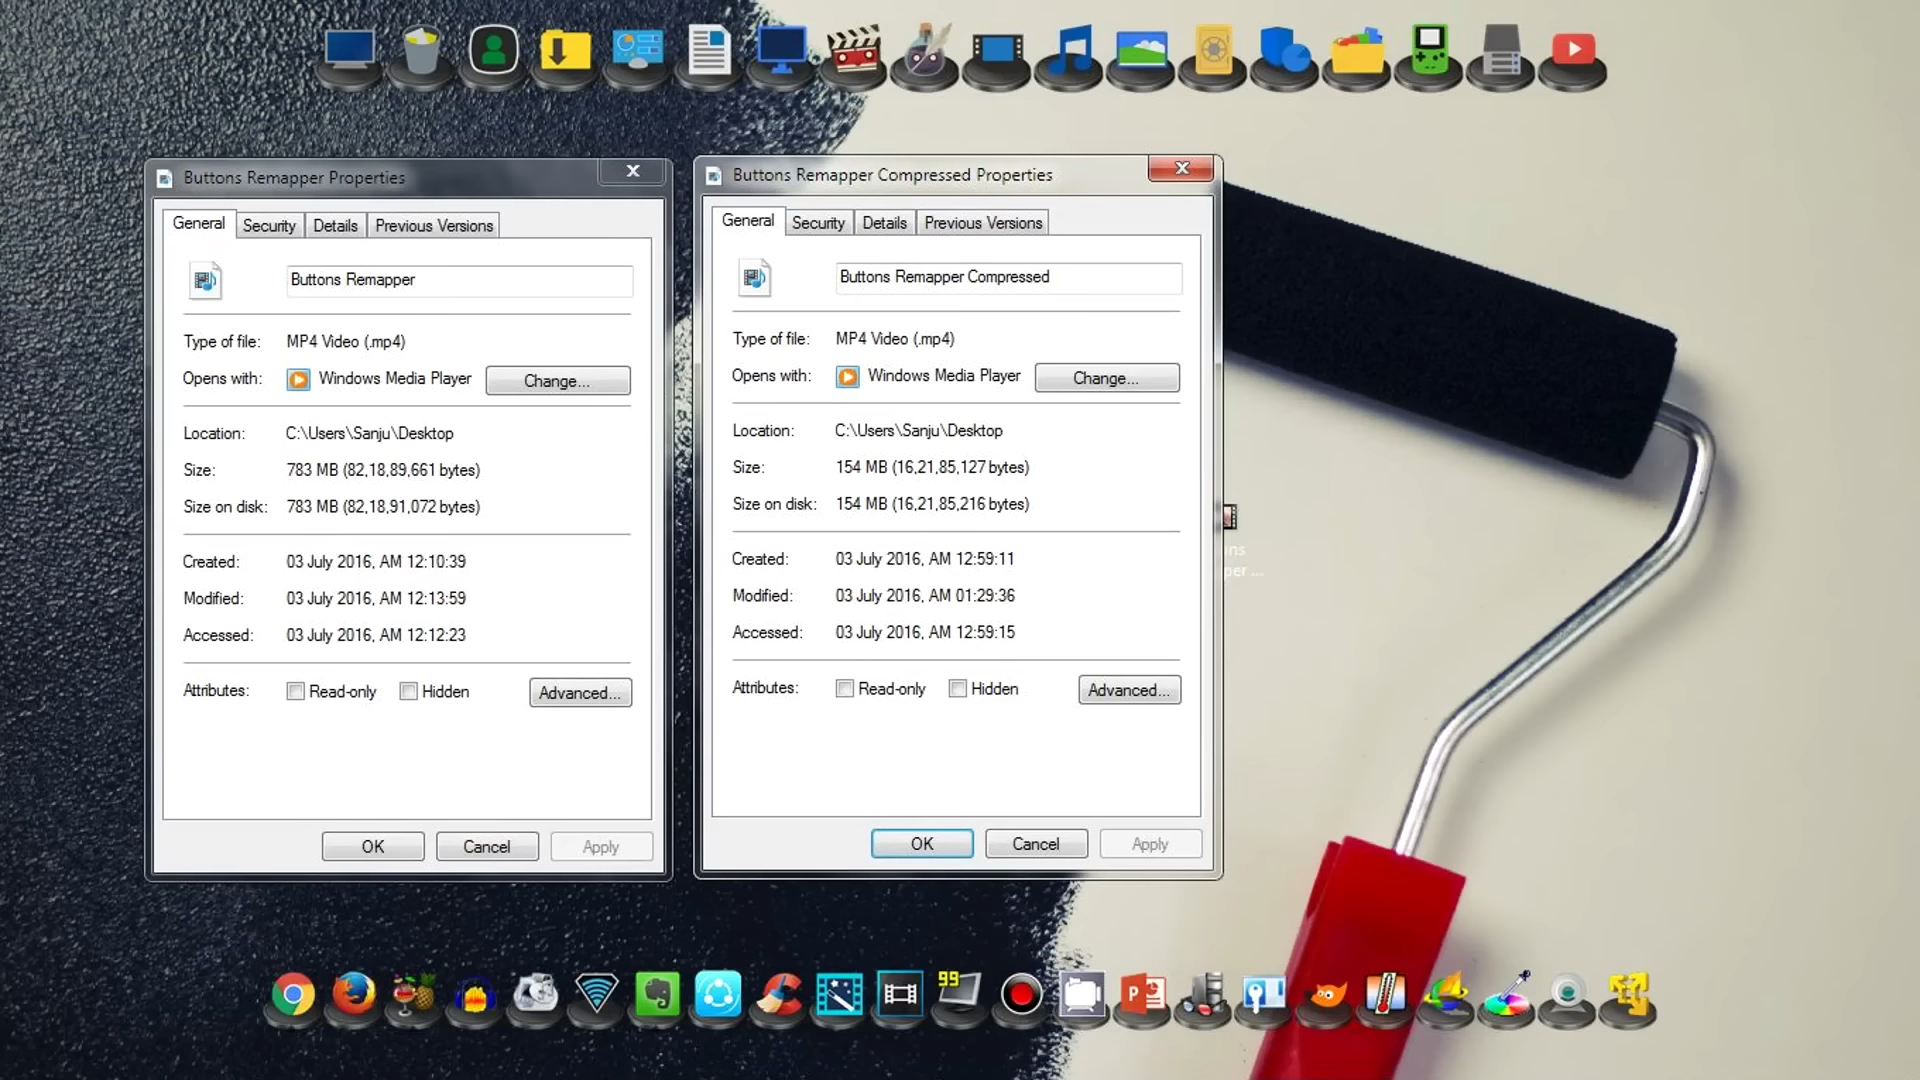 Buttons Remapper Properties
General Security Details Previous Versions
Buttons Remapper
Type of file: MP4 Video (.mp4)
Opens with: Windows Media Player Change...
Location: C:\Users\Sanju\Desktop
Size: 783 MB (82,18,89,661 bytes)
Size on disk: 783 MB (82,18,91,072 bytes)
Created: 03 July 2016, AM 12:10:39
Modified: 03 July 2016, AM 12:13:59
Accessed: 03 July 2016, AM 12:12:23
Attributes: Read-only Hidden Advanced...
OK Cancel Apply
Buttons Remapper Compressed Properties
General Security Details Previous Versions
Buttons Remapper Compressed
Type of file: MP4 Video (.mp4)
Opens with: Windows Media Player Change...
Location: C:\Users\Sanju\Desktop
Size: 154 MB (16,21,85,127 bytes)
Size on disk: 154 MB (16,21,85,216 bytes)
Created: 03 July 2016, AM 12:59:11
Modified: 03 July 2016, AM 01:29:36
Accessed: 03 July 2016, AM 12:59:15
Attributes: Read-only Hidden Advanced...
OK Cancel Apply
ns
per ...
99
P